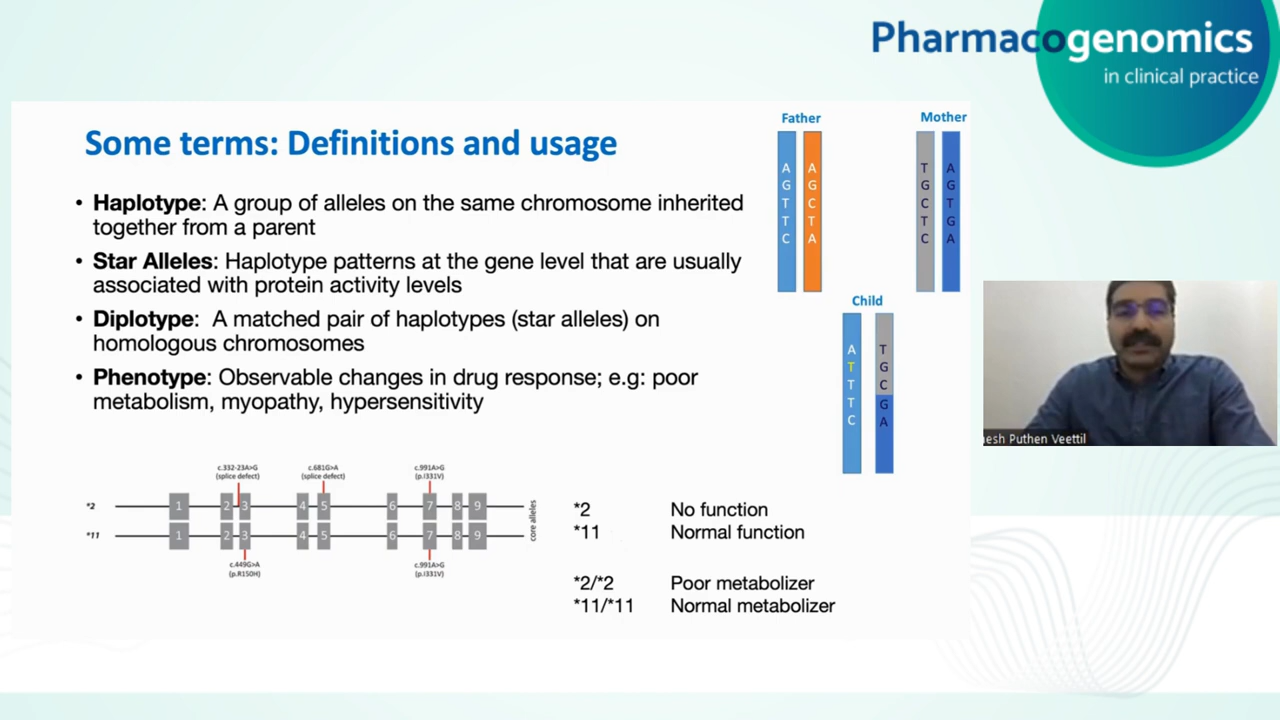 Pharmacogenomics
in clinical practice
Some terms: Definitions and usage
• Haplotype: A group of alleles on the same chromosome inherited
together from a parent
• Star Alleles: Haplotype patterns at the gene level that are usually
associated with protein activity levels
• Diplotype: A matched pair of haplotypes (star alleles) on
homologous chromosomes
• Phenotype: Observable changes in drug response; e.g: poor
metabolism, myopathy, hypersensitivity
Father
A A
G G
T C
T T
C A
Mother
T A
G G
C T
T G
C A
Child
A T
T G
T C
T G
C A
esh Puthen Veettil
c.332-23A>G c.681G>A c.991A>G
(splice defect) (splice defect) (p.I331V)
*2 1 2 3 4 5 6 7 8 9
*11 1 2 3 4 5 6 7 8 9
core alleles
c.449G>A c.991A>G
(p.R150H) (p.I331V)
*2 No function
*11 Normal function
*2/*2 Poor metabolizer
*11/*11 Normal metabolizer